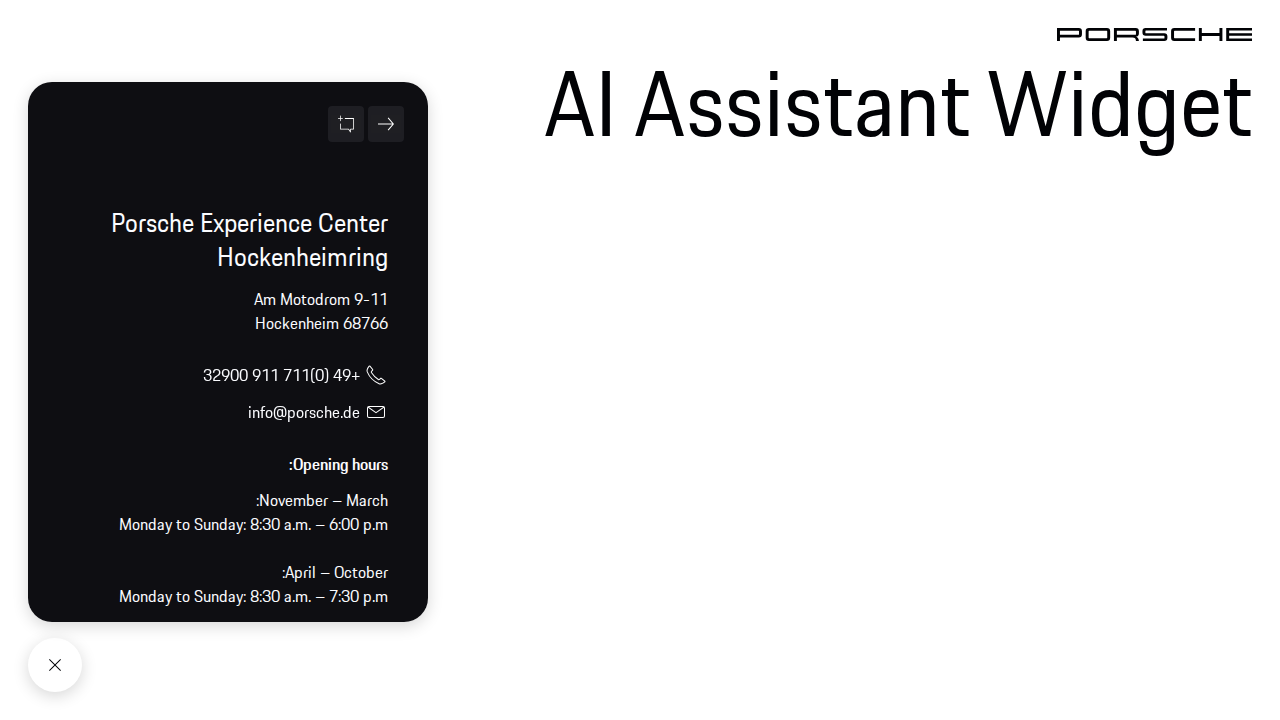 PORSCHE
AI Assistant Widget
Porsche Experience Center
Hockenheimring
Am Motodrom 9-11
Hockenheim 68766
32900 911 711(0) 49+
info@porsche.de
:Opening hours
:November – March
Monday to Sunday: 8:30 a.m. – 6:00 p.m
:April – October
Monday to Sunday: 8:30 a.m. – 7:30 p.m